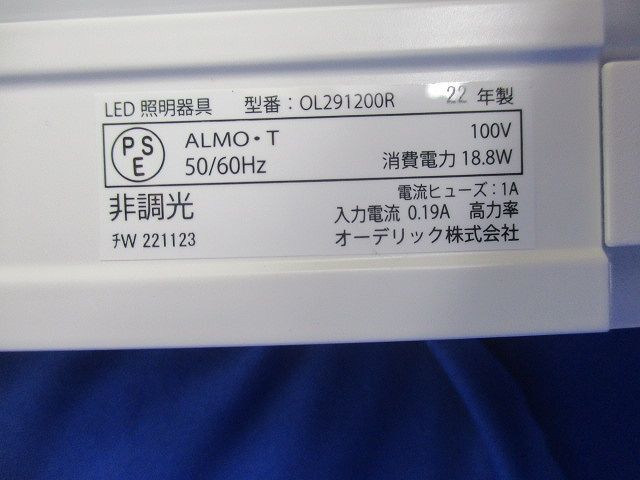 LED 照明器具 型番：OL291200R 22 年製
PSE ALMO・T 100V
50/60Hz 消費電力 18.8W
非調光 電流ヒューズ：1A
入力電流 0.19A 高力率
ﾁW 221123 オーデリック株式会社